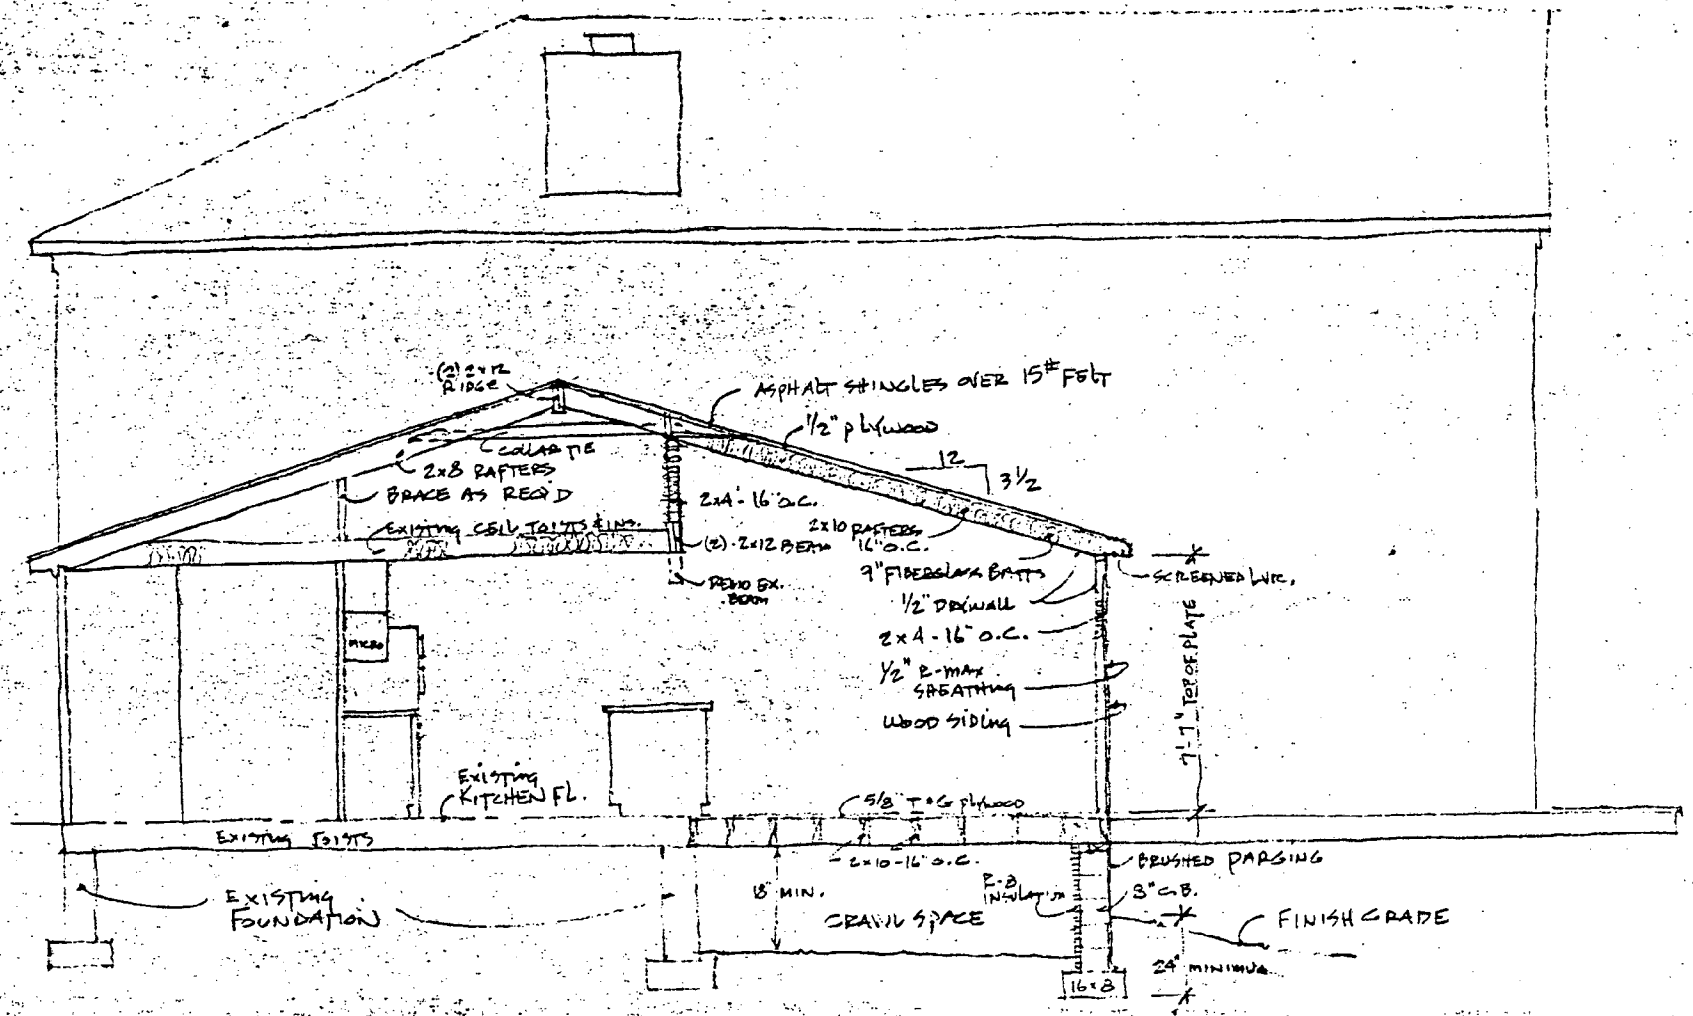 (2) 2x12
RIDGE
ASPHALT SHINGLES OVER 15# FELT
1/2" PLYWOOD
COLLAR TIE
2x8 RAFTERS
12
3 1/2
BRACE AS REQ'D
2x4 - 16" O.C.
EXISTING CEIL JOISTS & INS.
2x10 RAFTERS
16" O.C.
(2) - 2x12 BEAM
9" FIBERGLASS BATTS
SCREENED
REMO EX.
BEAM
1/2" DRYWALL
2x4 - 16" O.C.
MICRO
1/2" R-MAX
SHEATHING
WOOD SIDING
7'-7" TOP OF PLATE
EXISTING
KITCHEN FL.
5/8" T & G PLYWOOD
EXISTING JOISTS
2x10 - 16" O.C.
BRUSHED PARGING
18" MIN.
R-8
INSULATION
8" C.B.
EXISTING
FOUNDATION
CRAWL SPACE
FINISH GRADE
24" MINIMUM
16x8